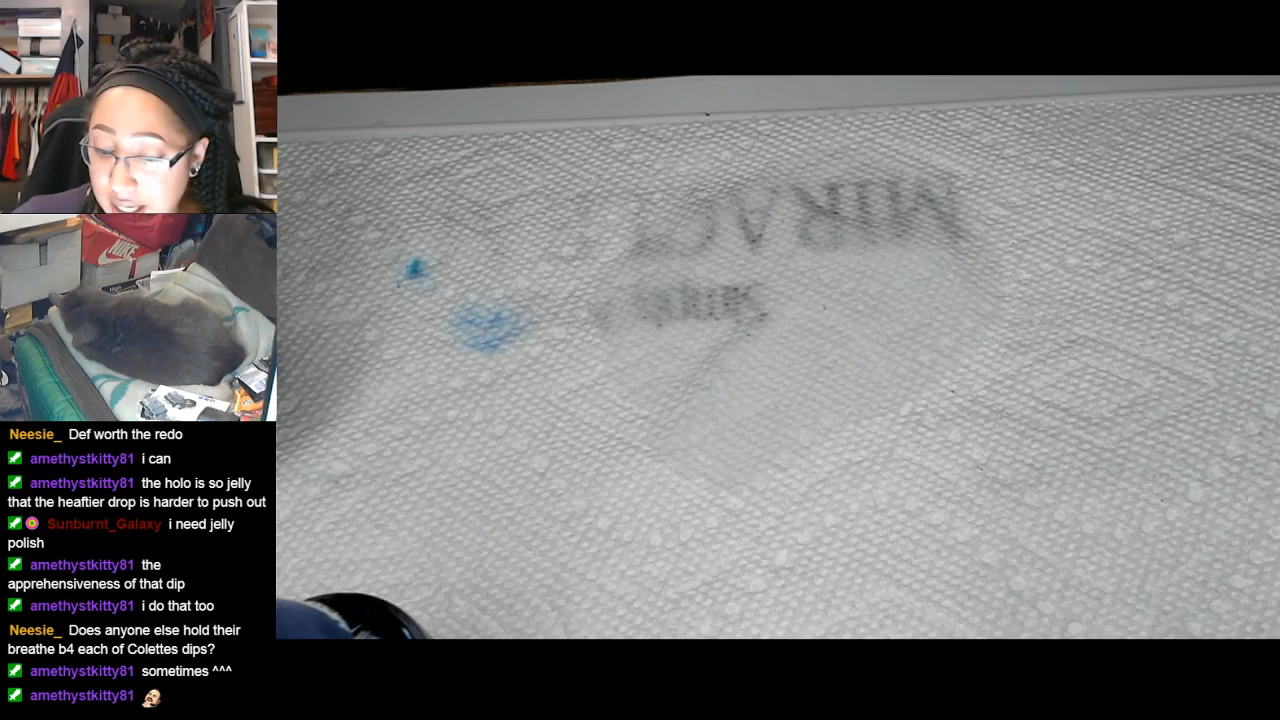 NIKE
Neesie_ Def worth the redo
amethystkitty81 i can
amethystkitty81 the holo is so jelly
that the heaftier drop is harder to push out
Sunburnt_Galaxy i need jelly
polish
amethystkitty81 the
apprehensiveness of that dip
amethystkitty81 i do that too
Neesie_ Does anyone else hold their
breathe b4 each of Colettes dips?
amethystkitty81 sometimes ^^^
amethystkitty81